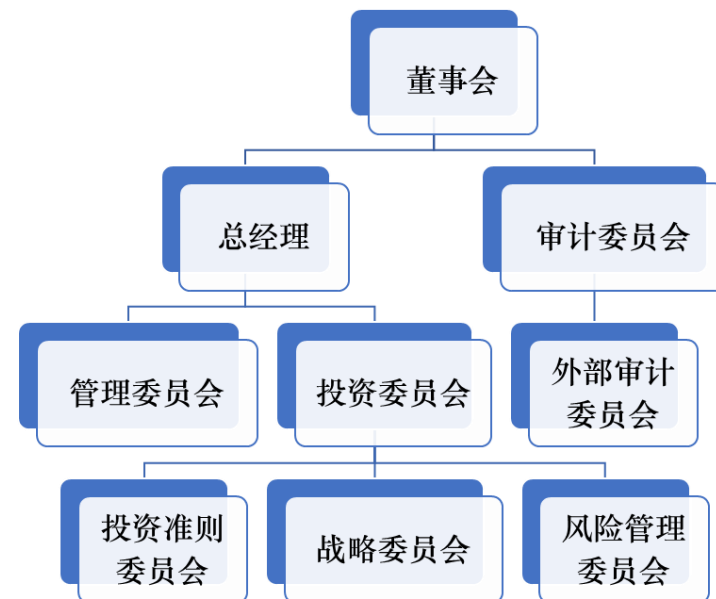 董事会
总经理
审计委员会
管理委员会
投资委员会
外部审计
委员会
投资准则
委员会
战略委员会
风险管理
委员会